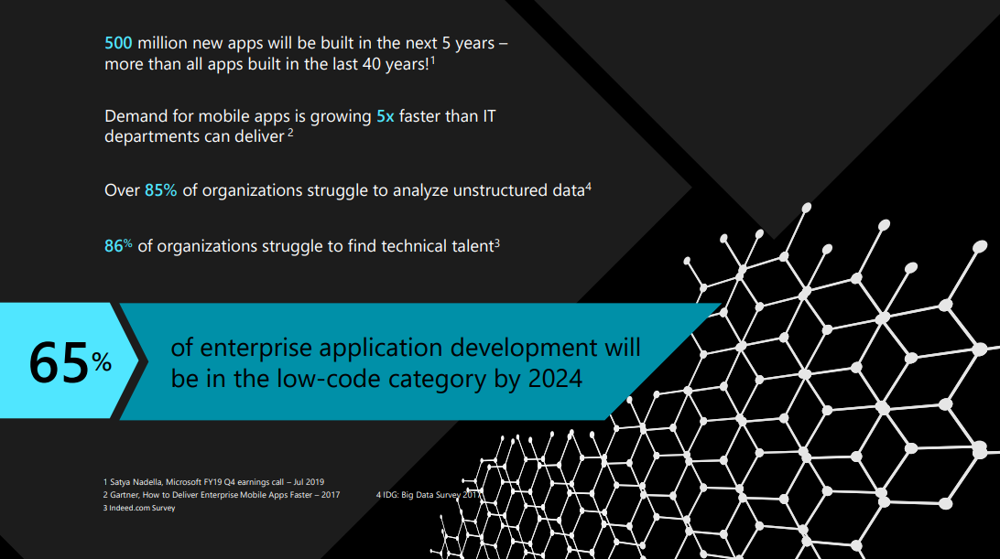 500 million new apps will be built in the next 5 years –
more than all apps built in the last 40 years!¹
Demand for mobile apps is growing 5x faster than IT
departments can deliver ²
Over 85% of organizations struggle to analyze unstructured data⁴
86% of organizations struggle to find technical talent³
65%
of enterprise application development will
be in the low-code category by 2024
1 Satya Nadella, Microsoft FY19 Q4 earnings call – Jul 2019
2 Gartner, How to Deliver Enterprise Mobile Apps Faster – 2017
3 Indeed.com Survey
4 IDG: Big Data Survey 2017